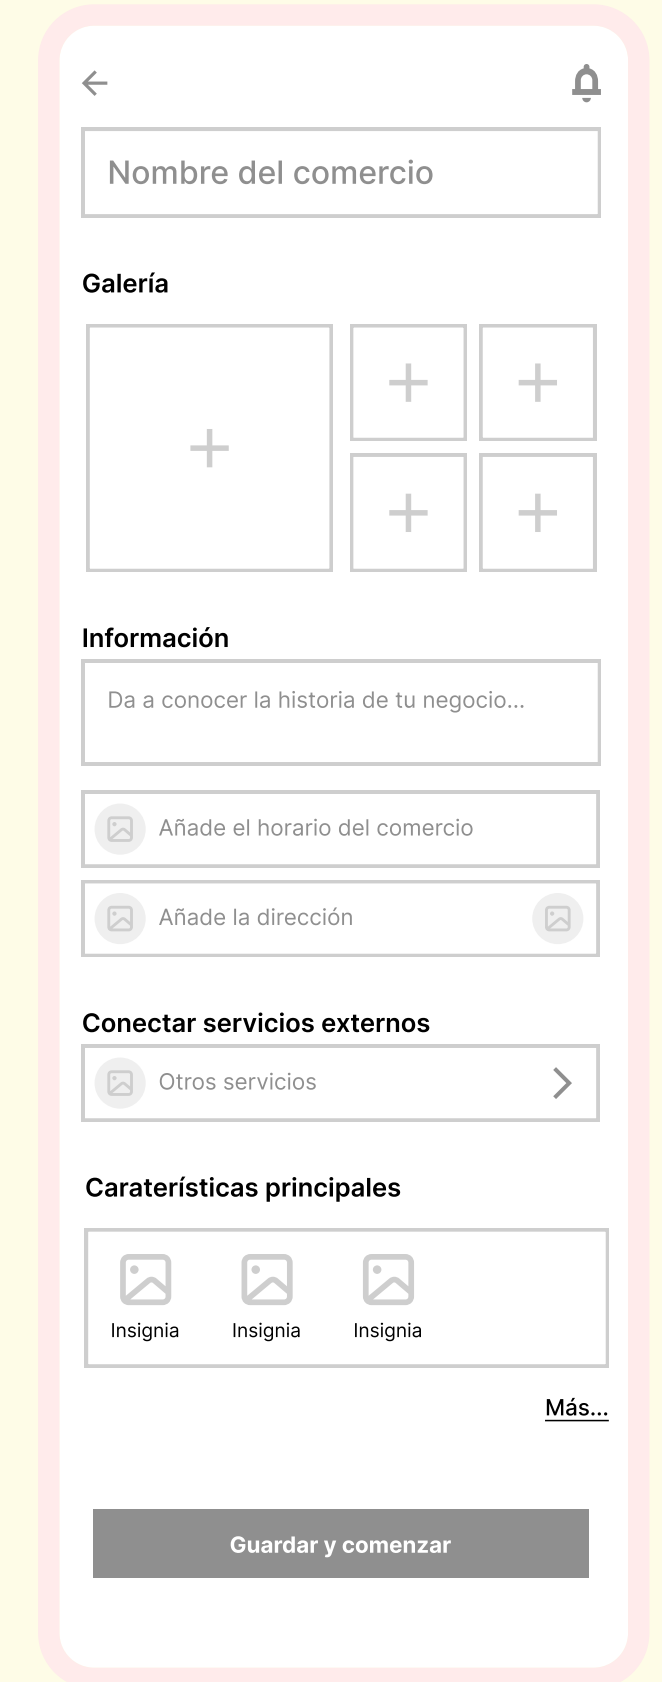 Nombre del comercio
Galería
Información
Da a conocer la historia de tu negocio...
Añade el horario del comercio
Añade la dirección
Conectar servicios externos
Otros servicios
Caraterísticas principales
Insignia Insignia Insignia
Más...
Guardar y comenzar